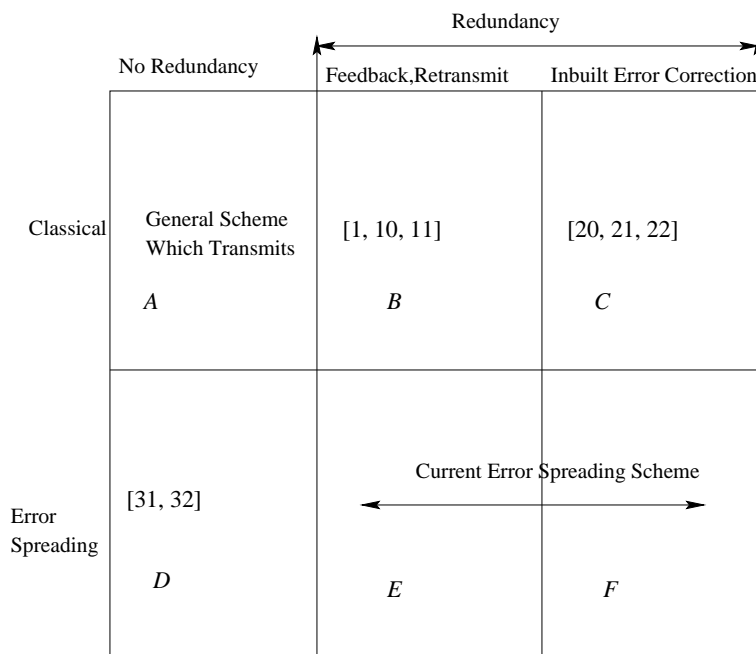 Redundancy
No Redundancy
Feedback,Retransmit
Inbuilt Error Correction
Classical
General Scheme
Which Transmits
[1, 10, 11]
[20, 21, 22]
A
B
C
Current Error Spreading Scheme
[31, 32]
Error
Spreading
D
E
F